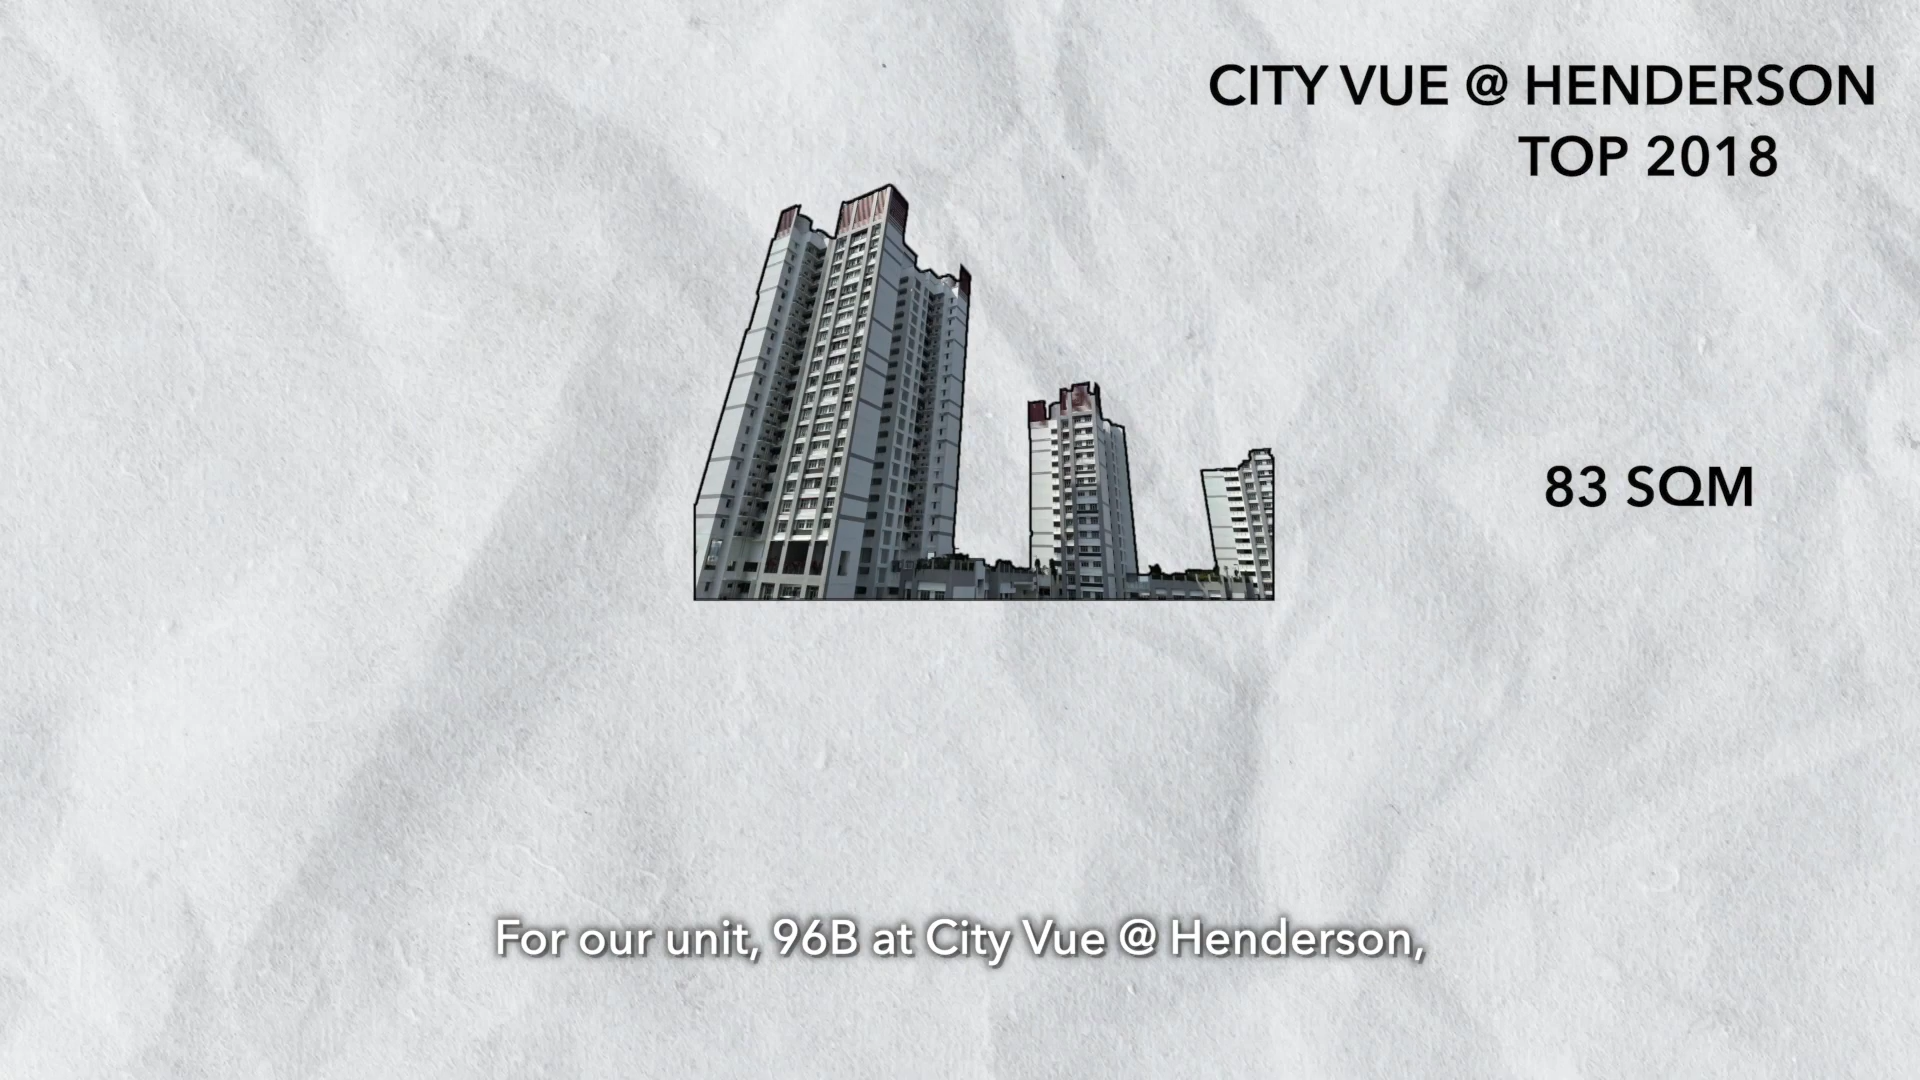 CITY VUE @ HENDERSON
TOP 2018
83 SQM
For our unit, 96B at City Vue @ Henderson,